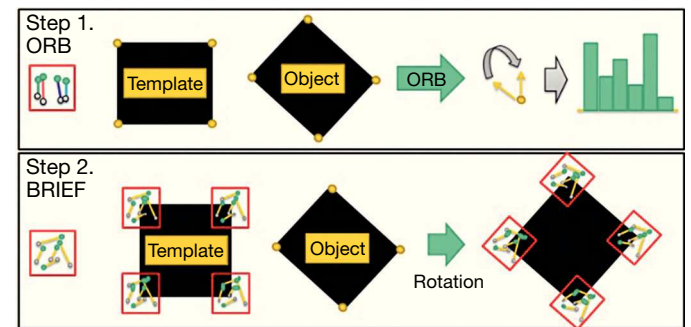 Step 1.
ORB
Template
Object
ORB
Step 2.
BRIEF
Template
Object
Rotation